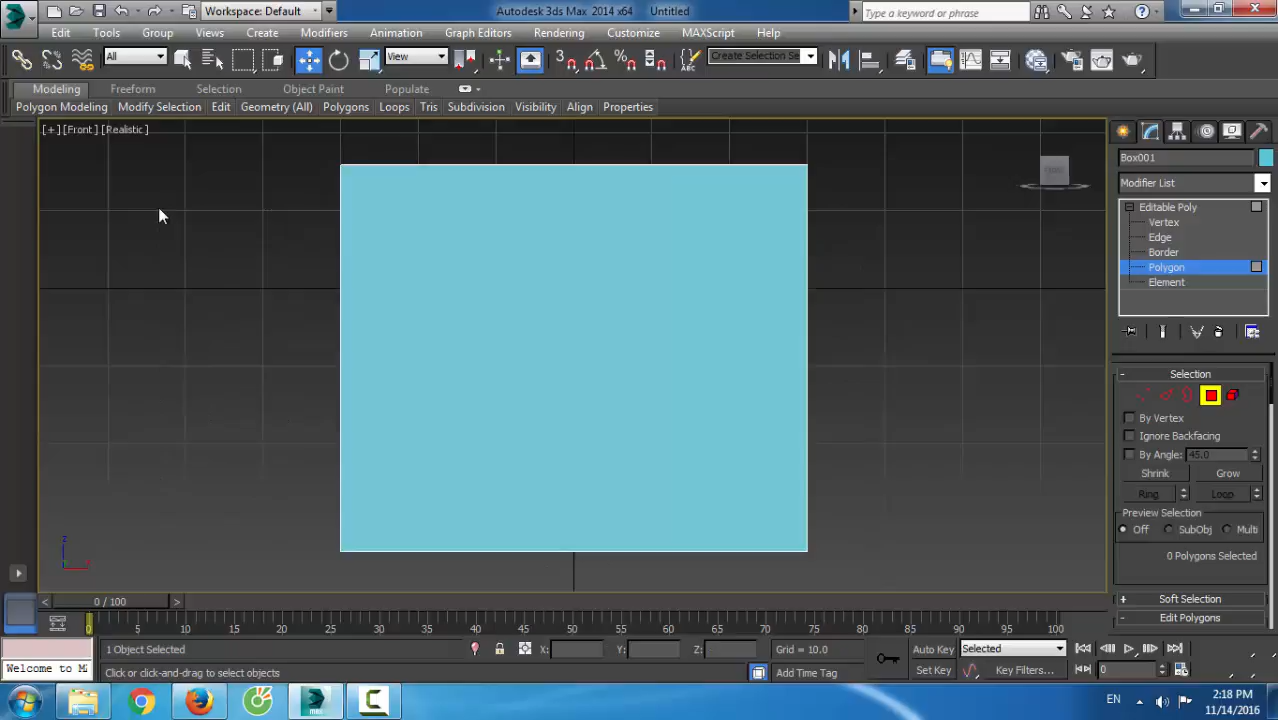 Workspace: Default
Autodesk 3ds Max 2014 x64 Untitled
Type a keyword or phrase
Edit Tools Group Views Create Modifiers Animation Graph Editors Rendering Customize MAXScript Help
All
View
3
Create Selection Se
Modeling Freeform Selection Object Paint Populate
Polygon Modeling Modify Selection Edit Geometry (All) Polygons Loops Tris Subdivision Visibility Align Properties
[+] [Front] [Realistic]
Box001
Modifier List
Editable Poly
Vertex
Edge
Border
Polygon
Element
Selection
By Vertex
Ignore Backfacing
By Angle: 45.0
Shrink Grow
Ring Loop
Preview Selection
Off SubObj Multi
0 Polygons Selected
Soft Selection
Edit Polygons
z
x
< 0 / 100 >
0 5 10 15 20 25 30 35 40 45 50 55 60 65 70 75 80 85 90 95 100
1 Object Selected X: Y: Z: Grid = 10.0 Auto Key Selected
Welcome to M Click or click-and-drag to select objects Add Time Tag Set Key Key Filters... 0
EN 2:18 PM
11/14/2016